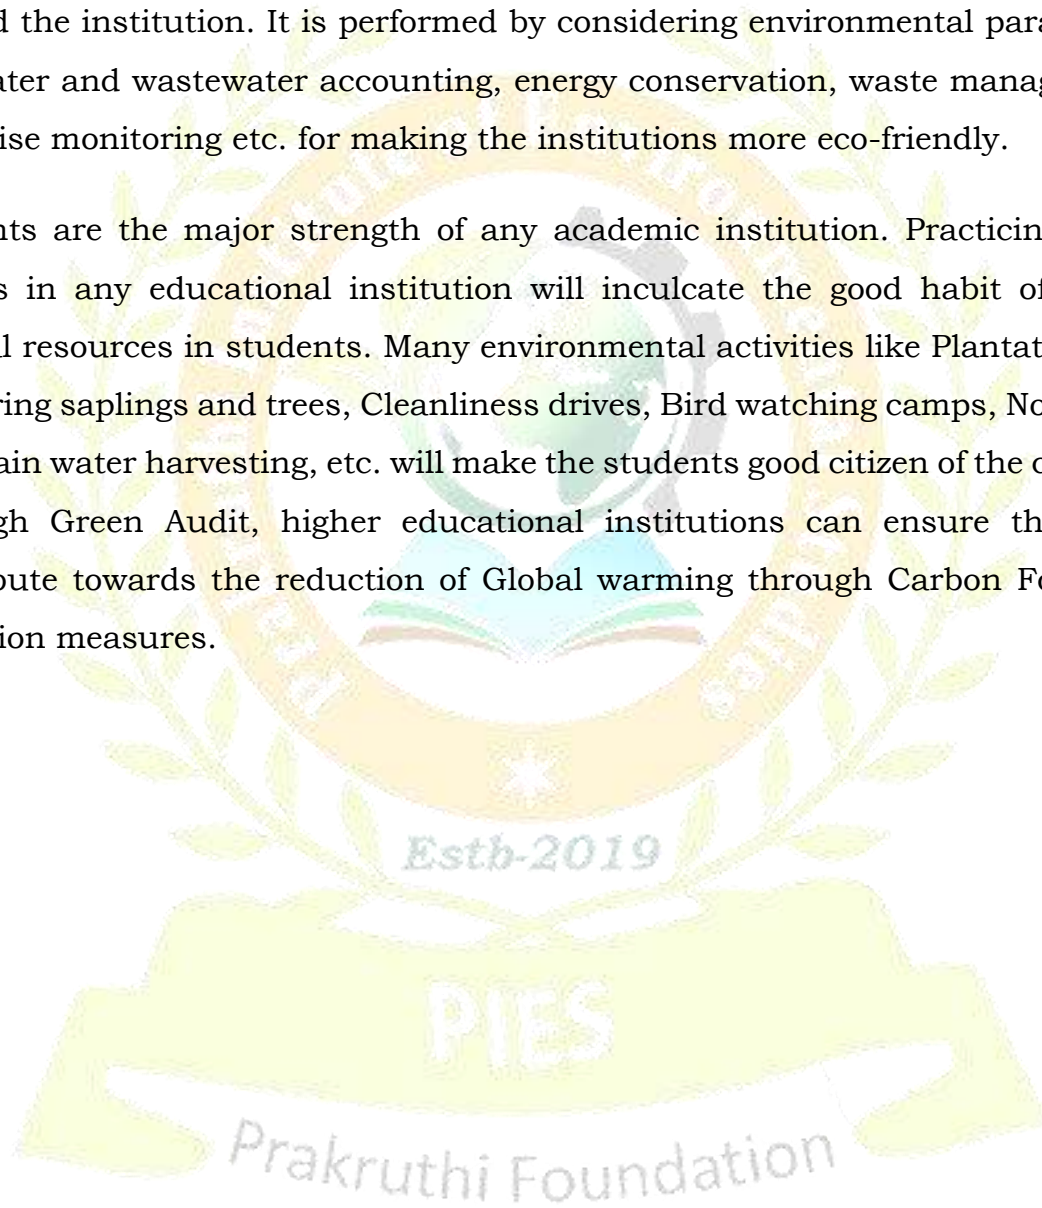 d the institution. It is performed by considering environmental para
ater and wastewater accounting, energy conservation, waste manag
ise monitoring etc. for making the institutions more eco-friendly.
nts are the major strength of any academic institution. Practicin
s in any educational institution will inculcate the good habit of
l resources in students. Many environmental activities like Plantat
ring saplings and trees, Cleanliness drives, Bird watching camps, No
ain water harvesting, etc. will make the students good citizen of the c
gh Green Audit, higher educational institutions can ensure th
bute towards the reduction of Global warming through Carbon Fo
ion measures.
Estb-2019
PIES
Prakruthi Foundation